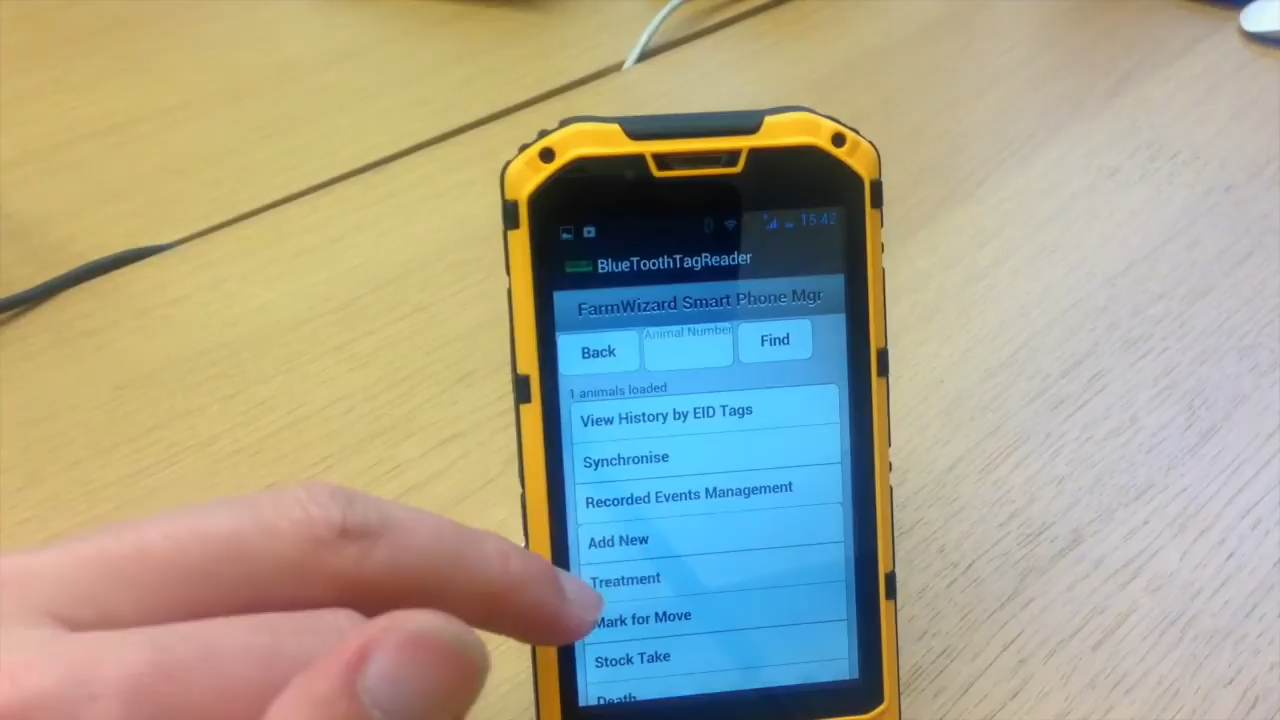 15:42
BlueToothTagReader
FarmWizard Smart Phone Mgr
Back
Animal Number
Find
1 animals loaded
View History by EID Tags
Synchronise
Recorded Events Management
Add New
Treatment
Mark for Move
Stock Take
Death